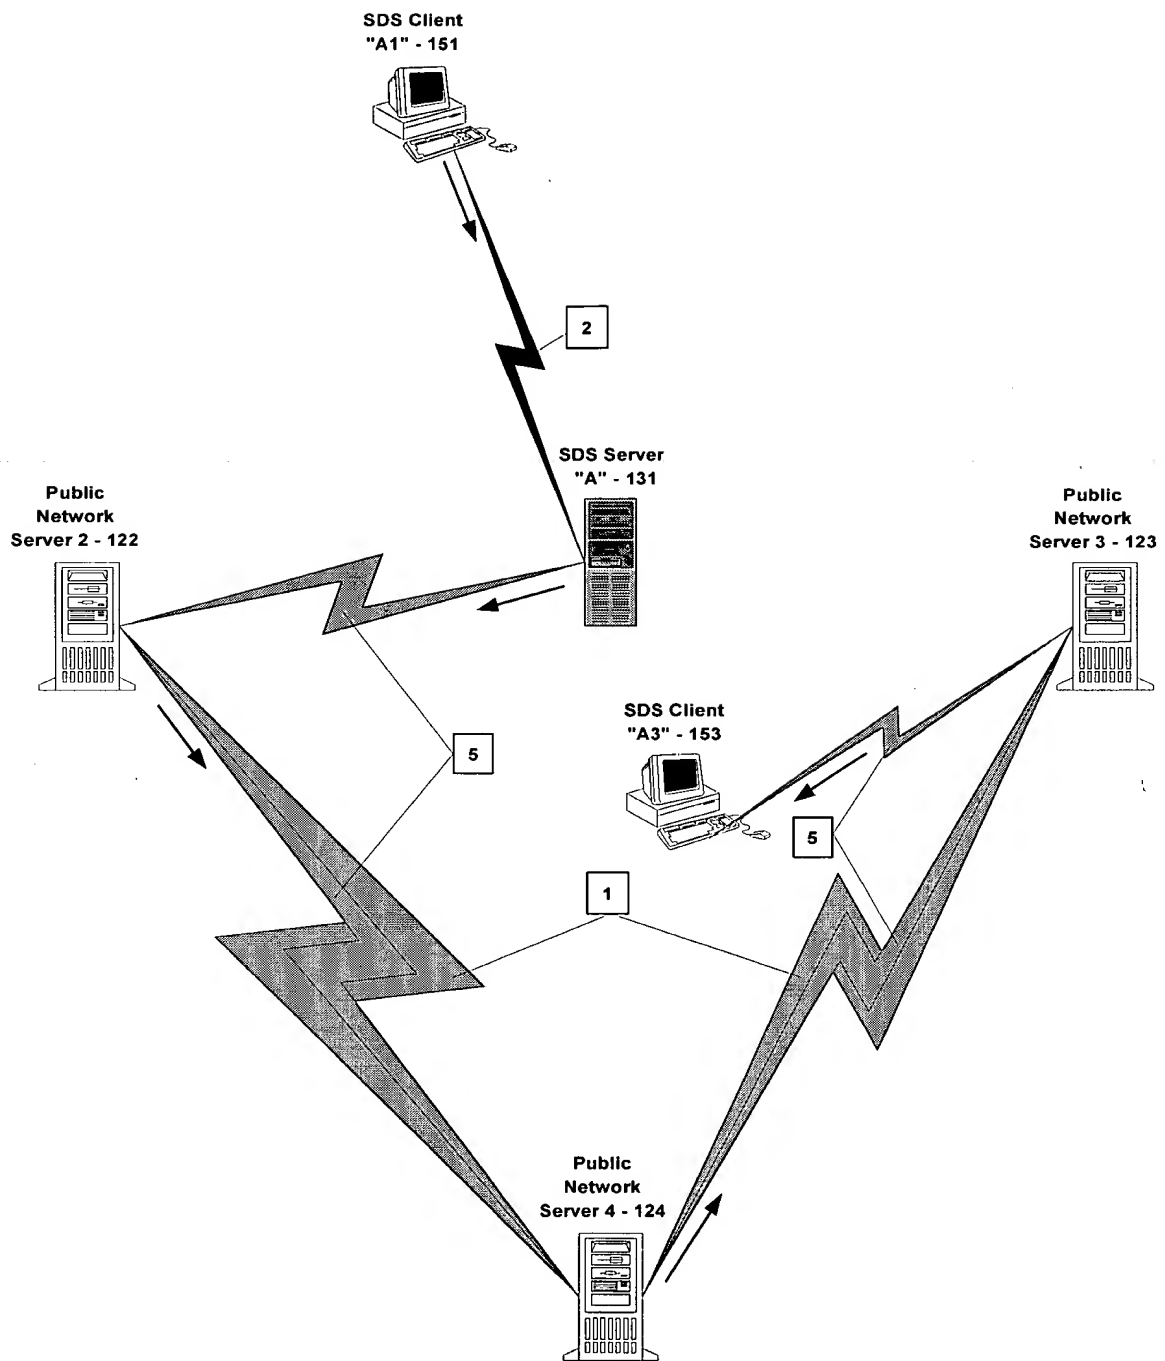 SDS Client
"A1" - 151
2
SDS Server
"A" - 131
Public
Network
Server 2 - 122
Public
Network
Server 3 - 123
SDS Client
"A3" - 153
5
5
1
Public
Network
Server 4 - 124